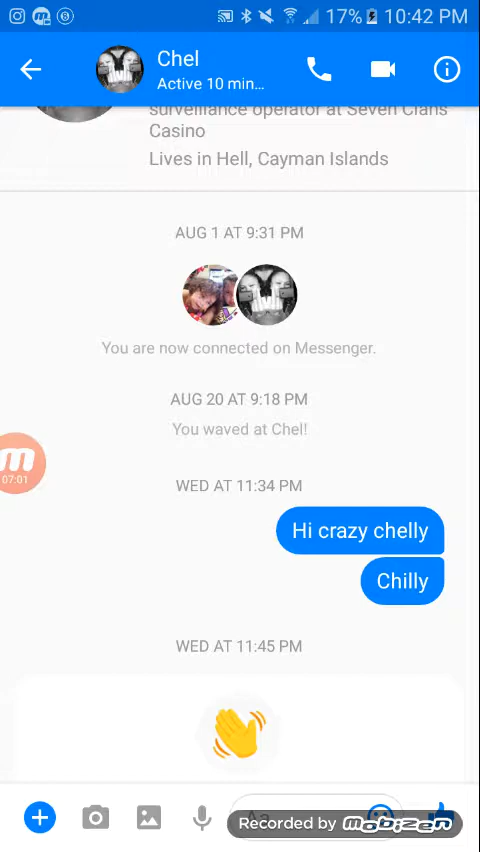 17% 10:42 PM
Chel
Active 10 min...
surveillance operator at Seven Clans
Casino
Lives in Hell, Cayman Islands
AUG 1 AT 9:31 PM
You are now connected on Messenger.
AUG 20 AT 9:18 PM
You waved at Chel!
07:01
WED AT 11:34 PM
Hi crazy chelly
Chilly
WED AT 11:45 PM
Aa
Recorded by mobizen